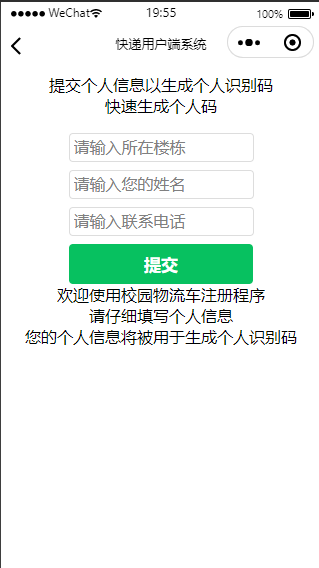 WeChat
19:55
100%
快递用户端系统
提交个人信息以生成个人识别码
快速生成个人码
请输入所在楼栋
请输入您的姓名
请输入联系电话
提交
欢迎使用校园物流车注册程序
请仔细填写个人信息
您的个人信息将被用于生成个人识别码